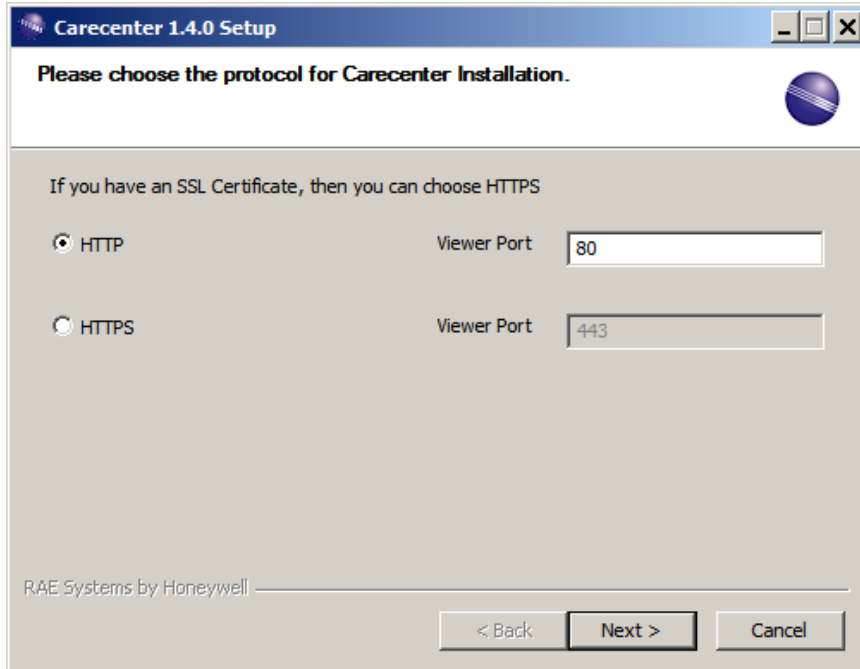 Carecenter 1.4.0 Setup
Please choose the protocol for Carecenter Installation.
If you have an SSL Certificate, then you can choose HTTPS
HTTP Viewer Port 80
HTTPS Viewer Port 443
RAE Systems by Honeywell
< Back Next > Cancel